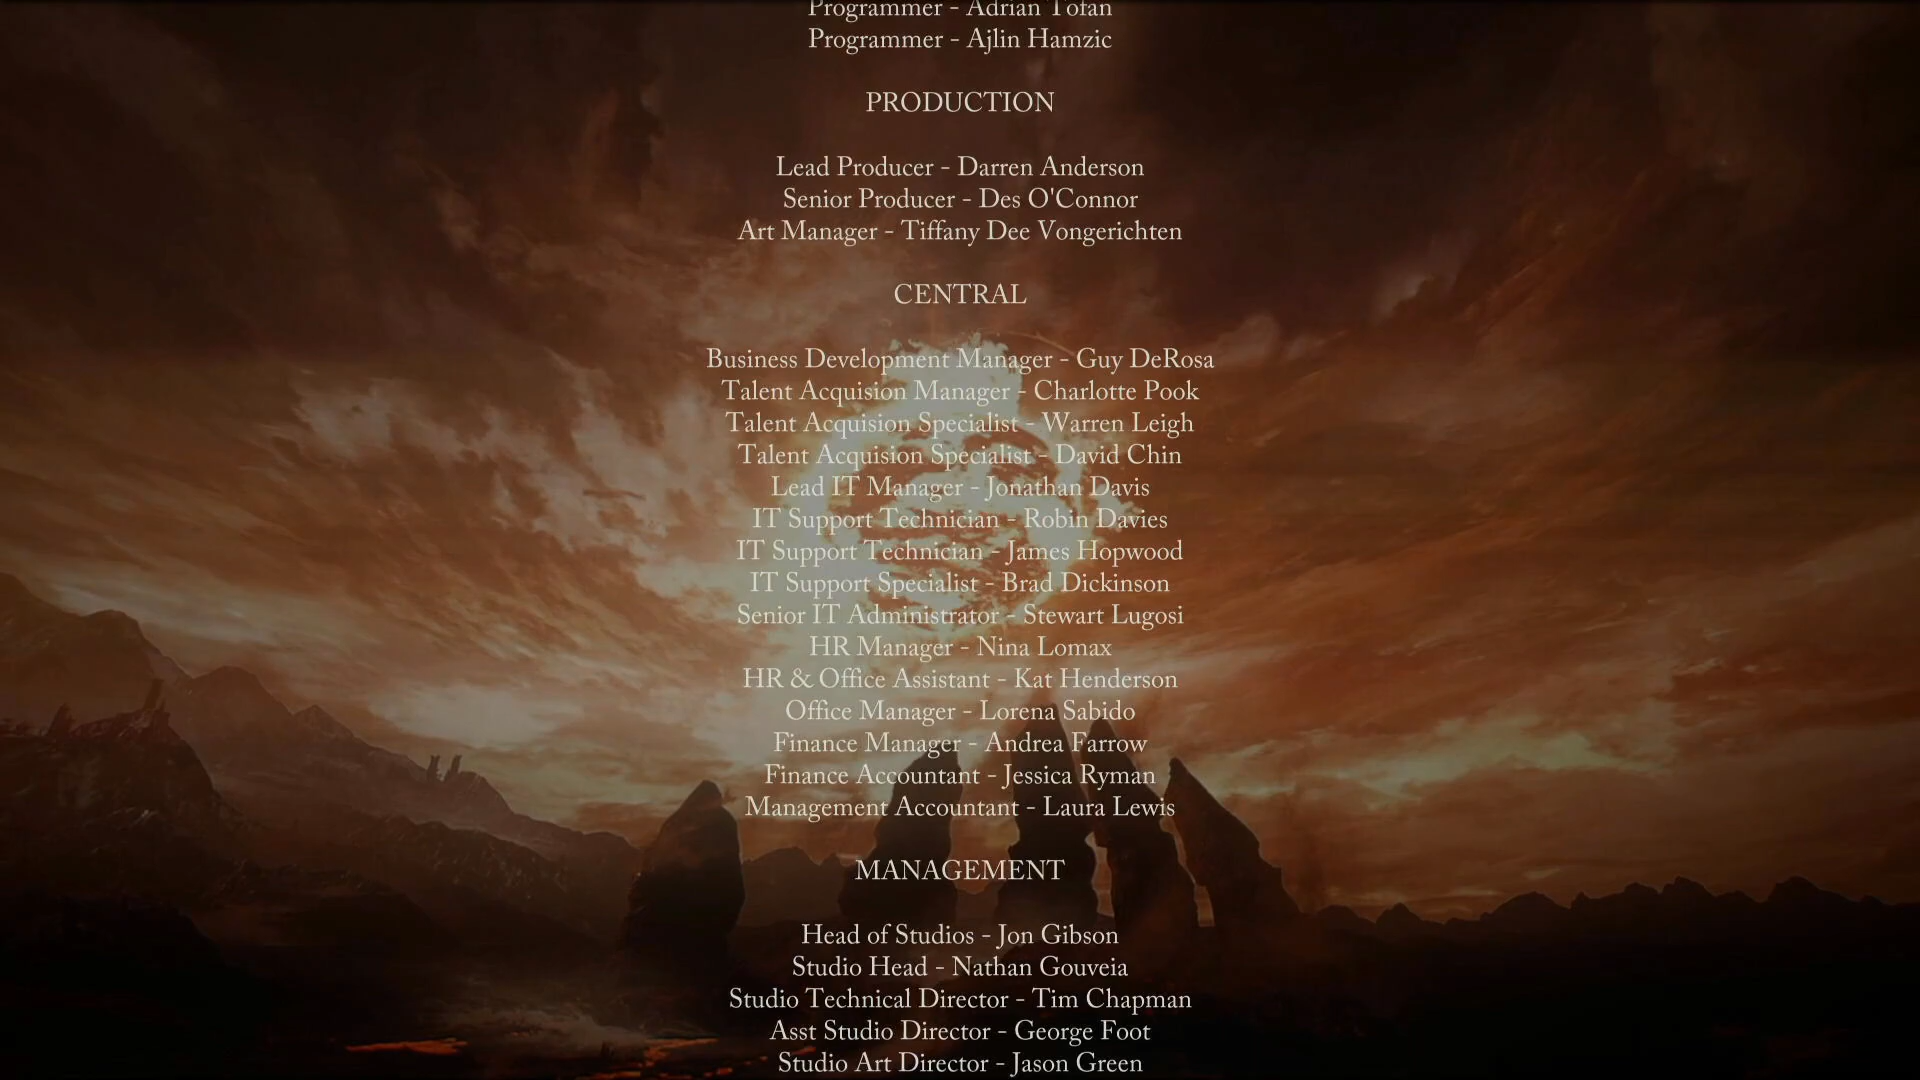 Programmer - Adrian Tofan
Programmer - Ajlin Hamzic
PRODUCTION
Lead Producer - Darren Anderson
Senior Producer - Des O'Connor
Art Manager - Tiffany Dee Vongerichten
CENTRAL
Business Development Manager - Guy DeRosa
Talent Acquision Manager - Charlotte Pook
Talent Acquision Specialist - Warren Leigh
Talent Acquision Specialist - David Chin
Lead IT Manager - Jonathan Davis
IT Support Technician - Robin Davies
IT Support Technician - James Hopwood
IT Support Specialist - Brad Dickinson
Senior IT Administrator - Stewart Lugosi
HR Manager - Nina Lomax
HR & Office Assistant - Kat Henderson
Office Manager - Lorena Sabido
Finance Manager - Andrea Farrow
Finance Accountant - Jessica Ryman
Management Accountant - Laura Lewis
MANAGEMENT
Head of Studios - Jon Gibson
Studio Head - Nathan Gouveia
Studio Technical Director - Tim Chapman
Asst Studio Director - George Foot
Studio Art Director - Jason Green